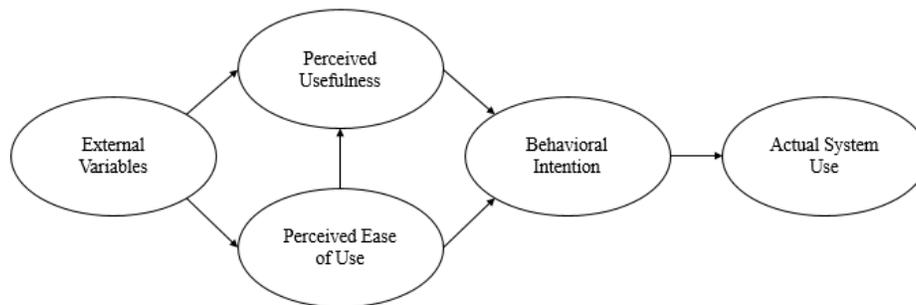 Perceived
Usefulness
External
Variables
Behavioral
Intention
Actual System
Use
Perceived Ease
of Use